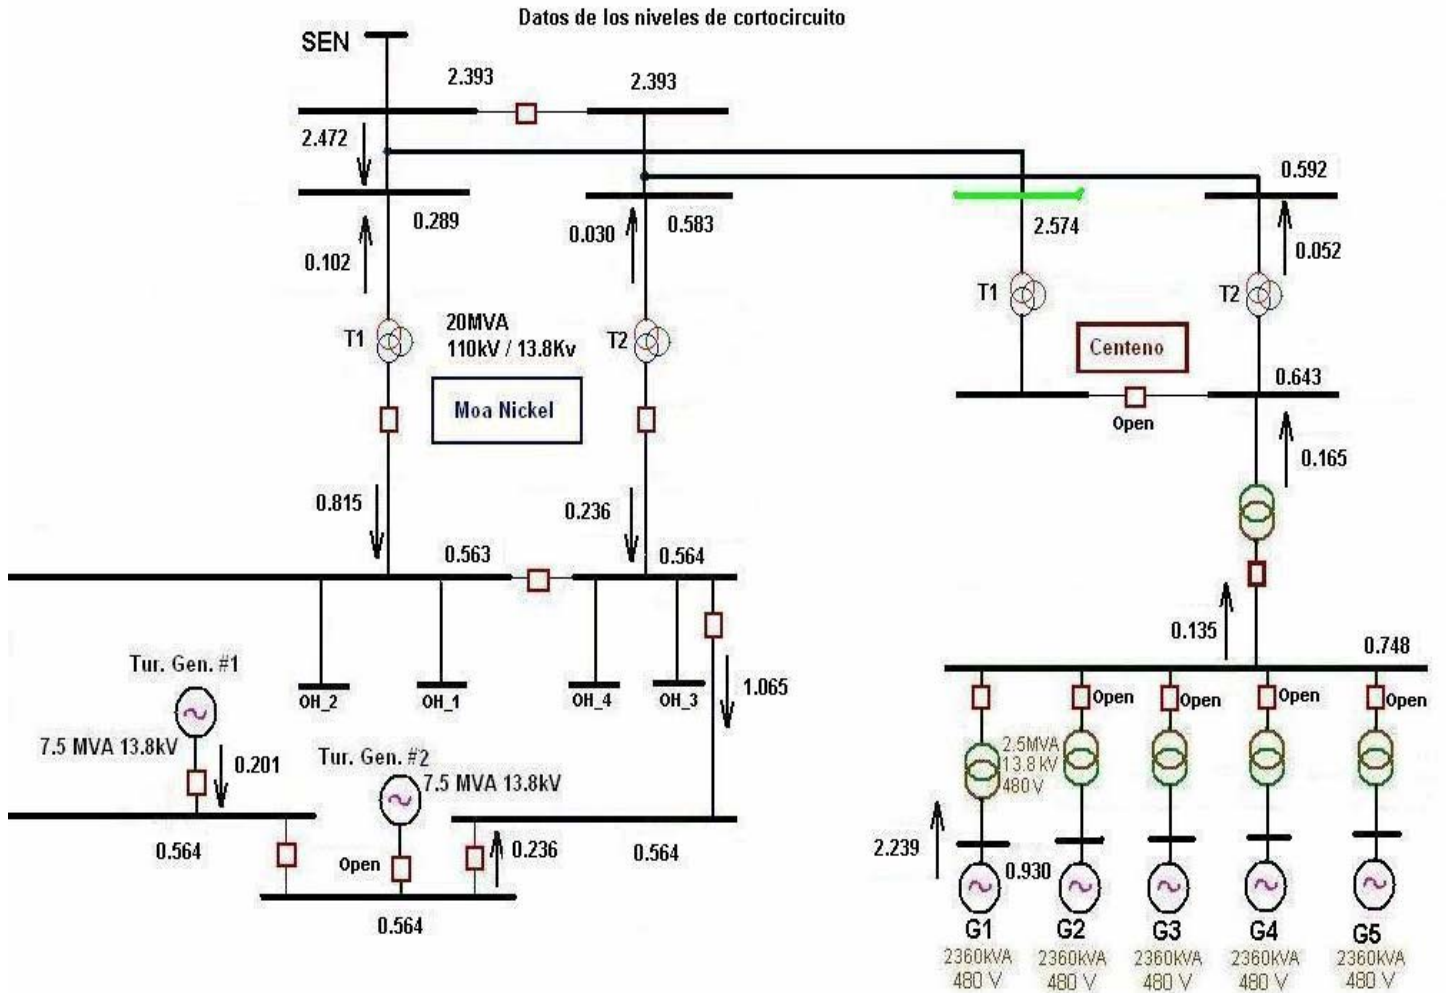 Datos de los niveles de cortocircuito
SEN
2.393
2.393
2.472
0.592
0.289
0.583
2.574
0.030
0.052
0.102
T1
20MVA
110kV / 13.8Kv
T2
T1
T2
Centeno
Moa Nickel
0.643
Open
0.165
0.815
0.236
0.563
0.564
0.135
0.748
Tur. Gen. #1
OH_2
OH_1
OH_4
OH_3
1.065
Open
Open
Open
Open
7.5 MVA 13.8kV
0.201
Tur. Gen. #2
7.5 MVA 13.8kV
2.5MVA
13.8 kV
480 V
0.564
Open
0.236
0.564
2.239
0.930
0.564
G1
G2
G3
G4
G5
2360kVA
480 V
2360kVA
480 V
2360kVA
480 V
2360kVA
480 V
2360kVA
480 V